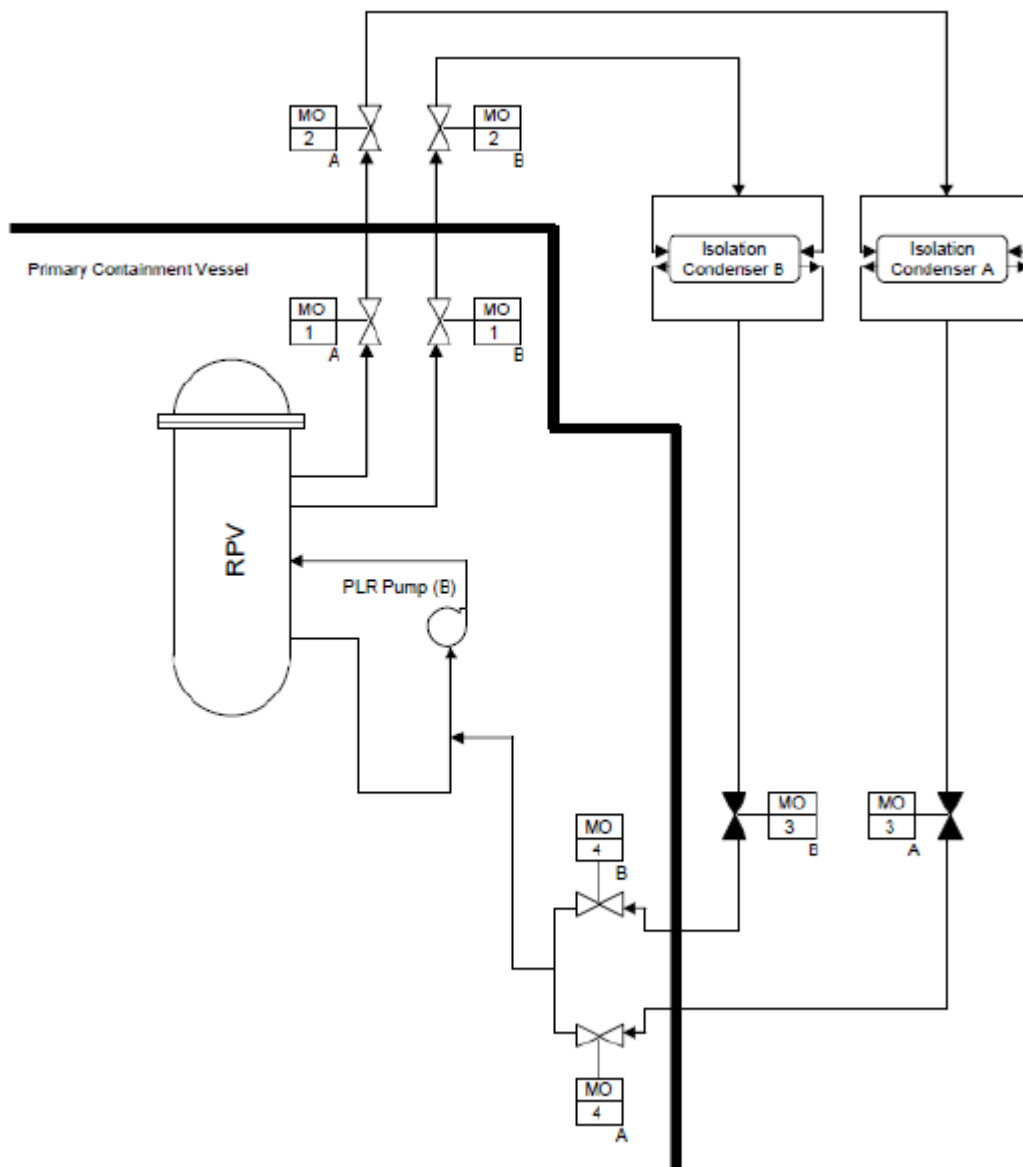 MO
2
A
MO
2
B
Primary Containment Vessel
Isolation
Condenser B
Isolation
Condenser A
MO
1
A
MO
1
B
RPV
PLR Pump (B)
MO
3
B
MO
3
A
MO
4
B
MO
4
A